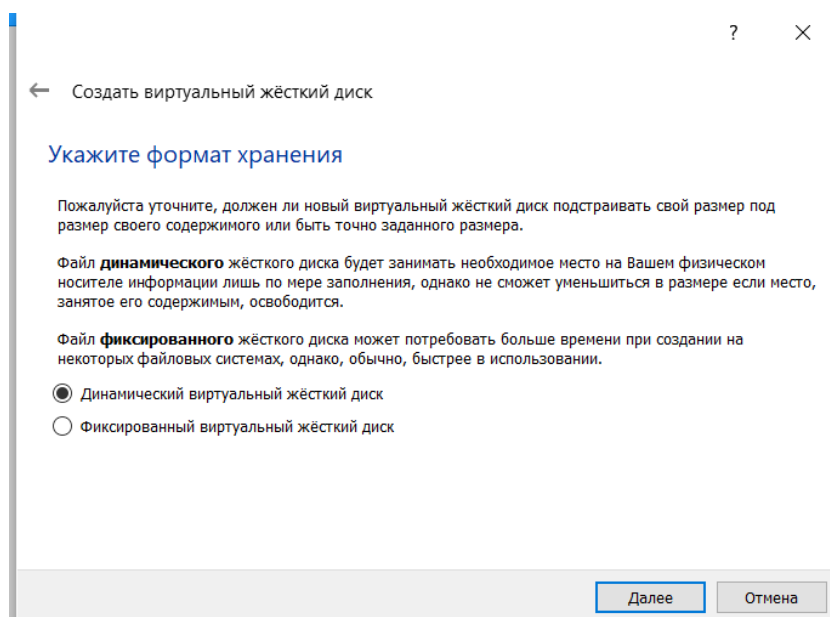 ?
Создать виртуальный жёсткий диск
Укажите формат хранения
Пожалуйста уточните, должен ли новый виртуальный жёсткий диск подстраивать свой размер под
размер своего содержимого или быть точно заданного размера.
Файл динамического жёсткого диска будет занимать необходимое место на Вашем физическом
носителе информации лишь по мере заполнения, однако не сможет уменьшиться в размере если место,
занятое его содержимым, освободится.
Файл фиксированного жёсткого диска может потребовать больше времени при создании на
некоторых файловых системах, однако, обычно, быстрее в использовании.
Динамический виртуальный жёсткий диск
Фиксированный виртуальный жёсткий диск
Далее Отмена